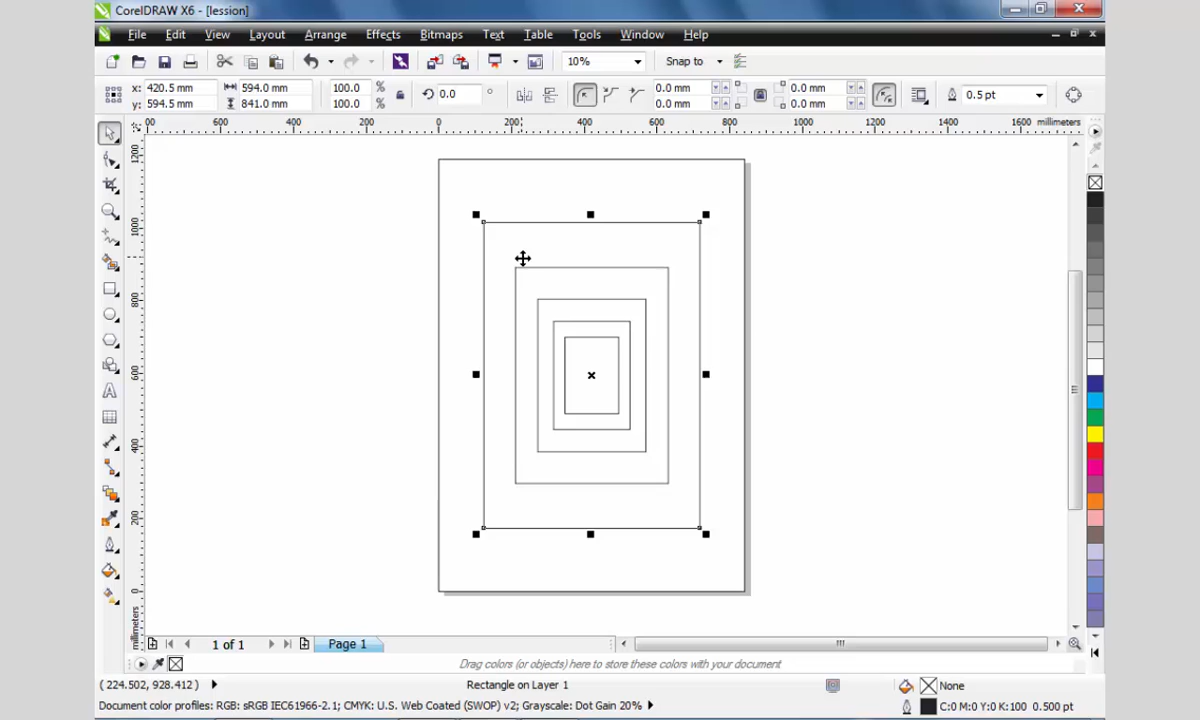 CorelDRAW X6 - [lession]
File Edit View Layout Arrange Effects Bitmaps Text Table Tools Window Help
10% Snap to
x: 420.5 mm 594.0 mm 100.0 % 0.0 ° 0.0 mm 0.0 mm 0.5 pt
y: 594.5 mm 841.0 mm 100.0 % 0.0 mm 0.0 mm
00 600 400 200 0 200 400 600 800 1000 1200 1400 1600 millimeters
1200
1000
800
600
400
200
0
millimeters
1 of 1 Page 1
Drag colors (or objects) here to store these colors with your document
( 224.502, 928.412 ) Rectangle on Layer 1 None
Document color profiles: RGB: sRGB IEC61966-2.1; CMYK: U.S. Web Coated (SWOP) v2; Grayscale: Dot Gain 20% C:0 M:0 Y:0 K:100 0.500 pt